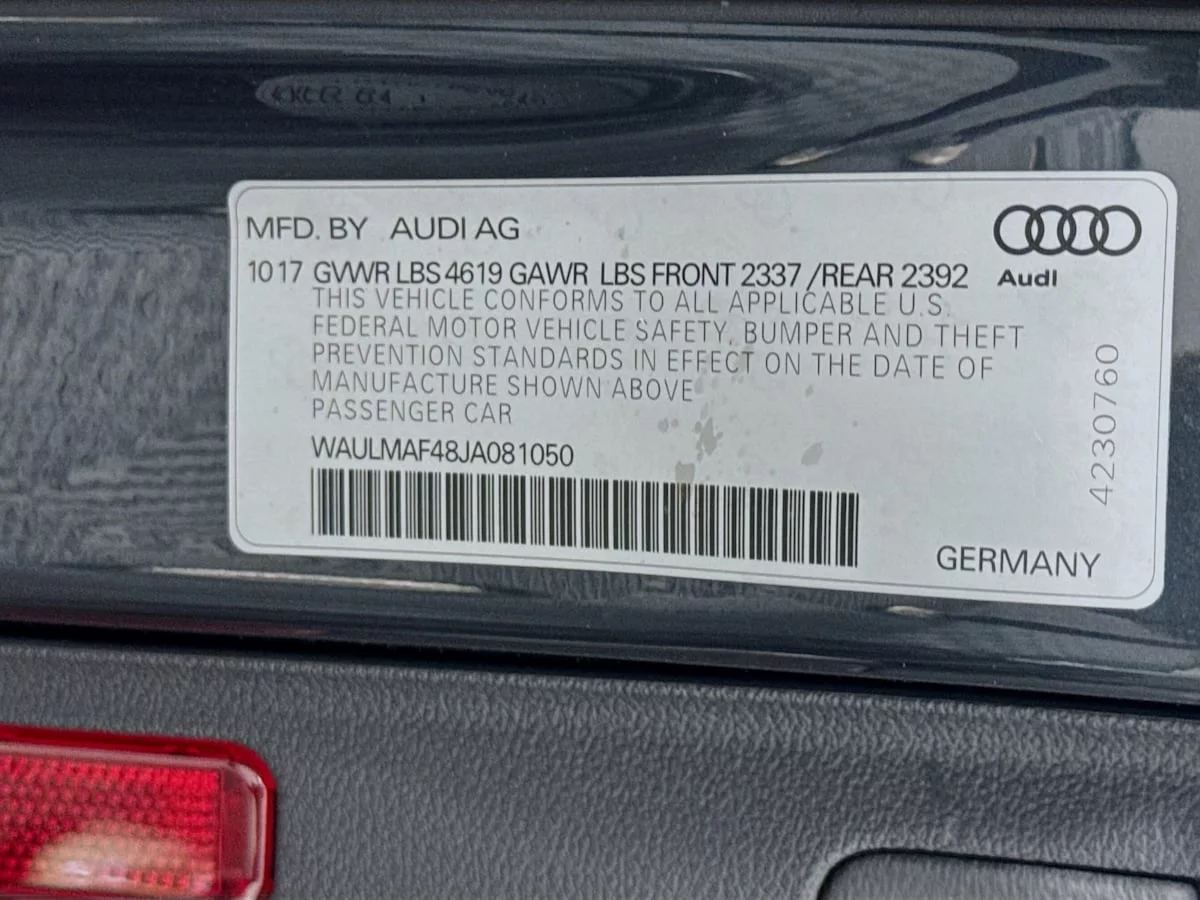 MFD. BY AUDI AG
10 17 GVWR LBS 4619 GAWR LBS FRONT 2337 /REAR 2392
Audi
THIS VEHICLE CONFORMS TO ALL APPLICABLE U.S.
FEDERAL MOTOR VEHICLE SAFETY, BUMPER AND THEFT
PREVENTION STANDARDS IN EFFECT ON THE DATE OF
MANUFACTURE SHOWN ABOVE
PASSENGER CAR
WAULMAF48JA081050
4230760
GERMANY